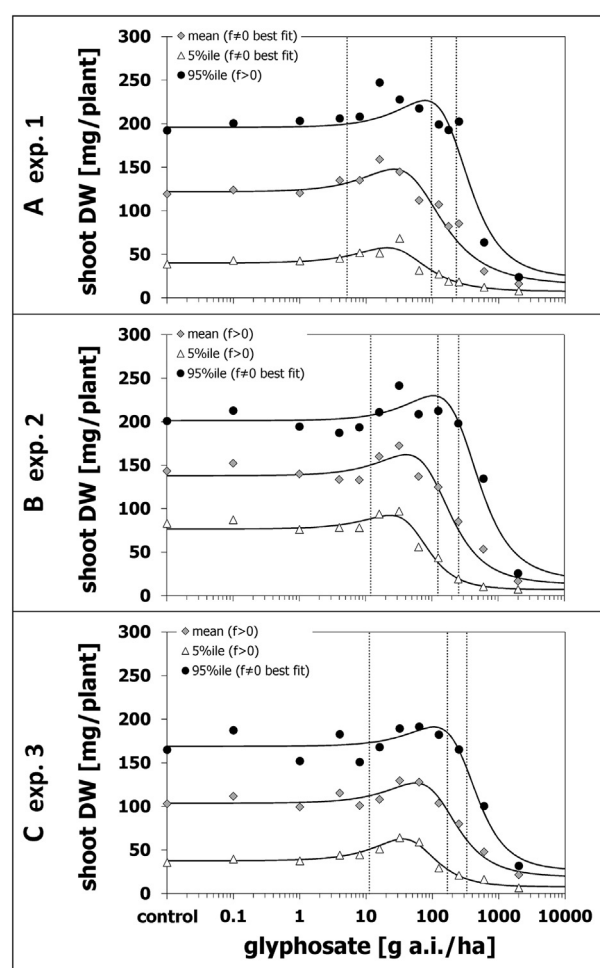 A exp. 1
shoot DW [mg/plant]
300
250
200
150
100
50
0
mean (f≠0 best fit)
5%ile (f≠0 best fit)
95%ile (f>0)
B exp. 2
shoot DW [mg/plant]
300
250
200
150
100
50
0
mean (f>0)
5%ile (f>0)
95%ile (f≠0 best fit)
C exp. 3
shoot DW [mg/plant]
300
250
200
150
100
50
0
mean (f>0)
5%ile (f>0)
95%ile (f≠0 best fit)
control 0.1 1 10 100 1000 10000
glyphosate [g a.i./ha]